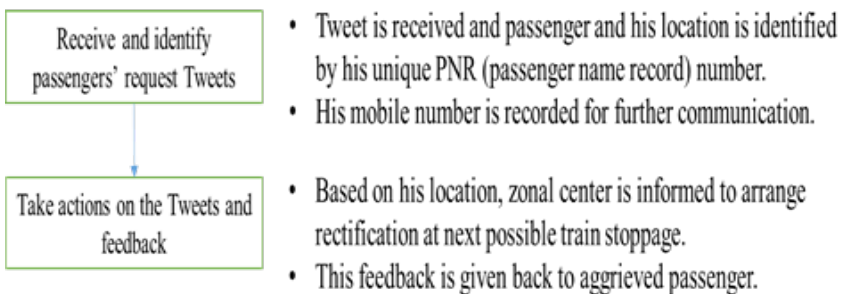 Receive and identify
passengers’ request Tweets
• Tweet is received and passenger and his location is identified
by his unique PNR (passenger name record) number.
• His mobile number is recorded for further communication.
Take actions on the Tweets and
feedback
• Based on his location, zonal center is informed to arrange
rectification at next possible train stoppage.
• This feedback is given back to aggrieved passenger.